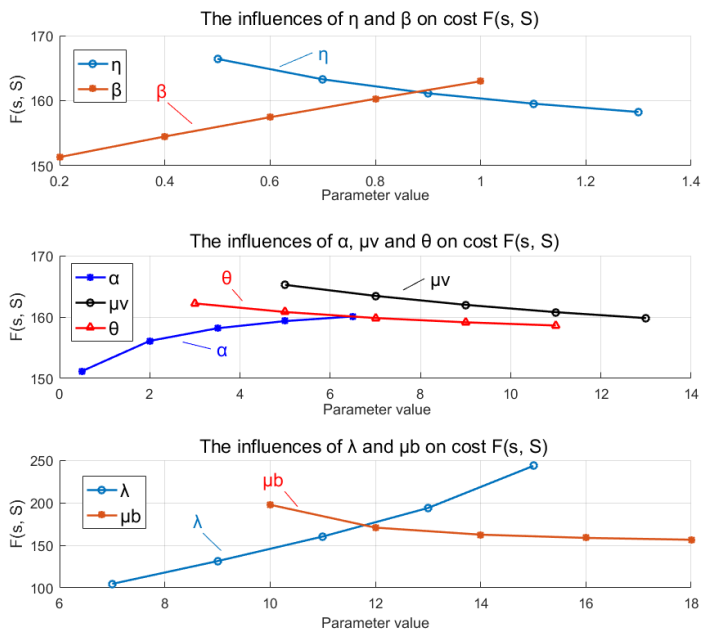 The influences of η and β on cost F(s, S)
170
160
150
F(s, S)
η
β
η
β
0.2 0.4 0.6 0.8 1 1.2 1.4
Parameter value
The influences of α, μv and θ on cost F(s, S)
170
160
150
F(s, S)
α
μv
θ
θ
μv
α
0 2 4 6 8 10 12 14
Parameter value
The influences of λ and μb on cost F(s, S)
250
200
150
100
F(s, S)
λ
μb
μb
λ
6 8 10 12 14 16 18
Parameter value